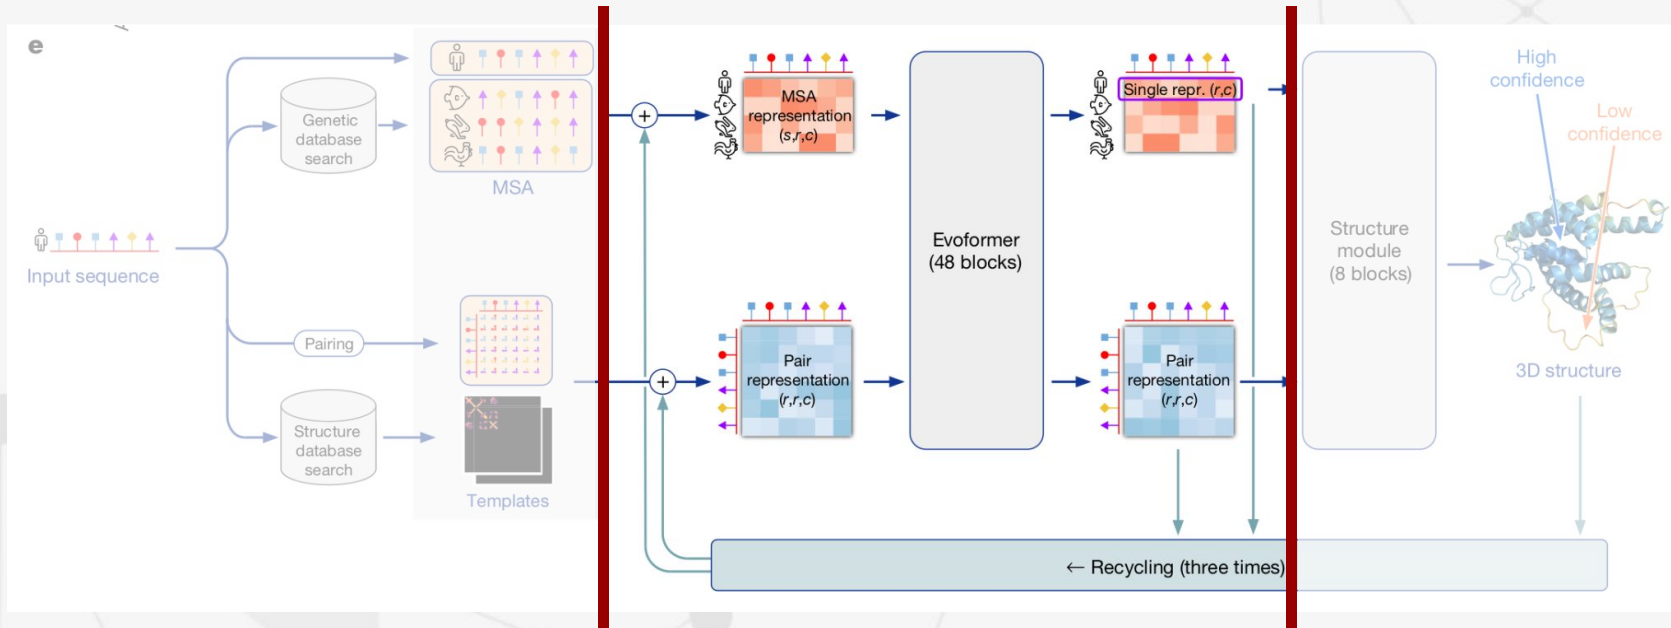 e
Input sequence
Genetic
database
search
MSA
Pairing
Structure
database
search
Templates
+
MSA
representation
(s,r,c)
+
Pair
representation
(r,r,c)
Evoformer
(48 blocks)
Single repr. (r,c)
Pair
representation
(r,r,c)
← Recycling (three times)
Structure
module
(8 blocks)
High
confidence
Low
confidence
3D structure